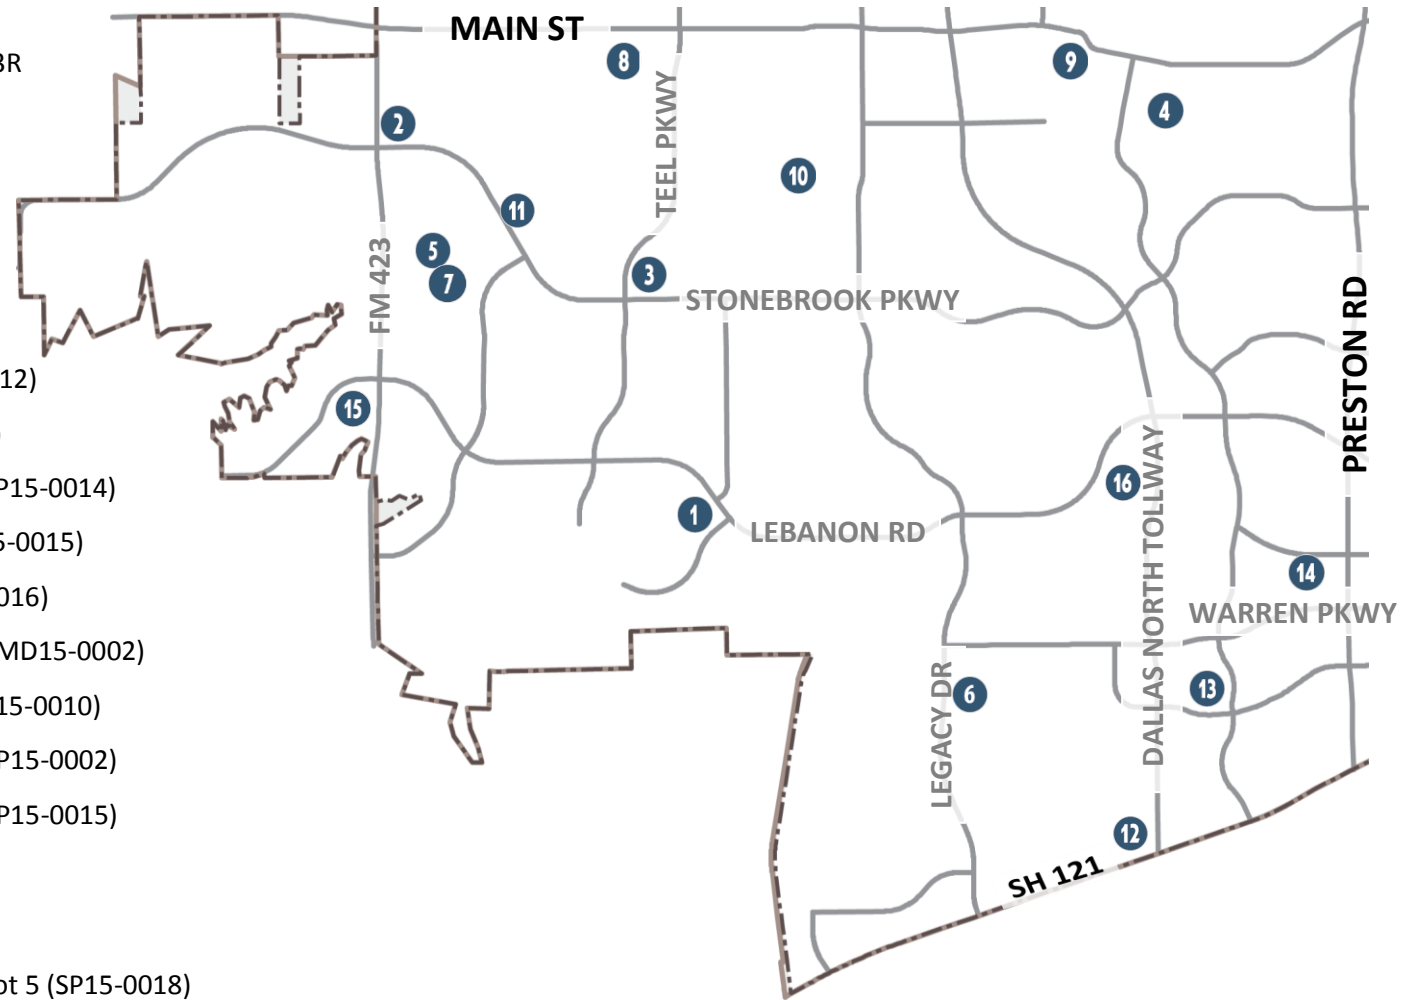 MAIN ST
3R
8
9
4
2
TEEL PKWY
10
11
5
FM 423
3
7
STONEBROOK PKWY
PRESTON RD
12)
15
)
P15-0014)
16
DALLAS NORTH TOLLWAY
1
LEBANON RD
5-0015)
14
016)
WARREN PKWY
MD15-0002)
LEGACY DR
6
13
15-0010)
P15-0002)
P15-0015)
12
SH 121
ot 5 (SP15-0018)